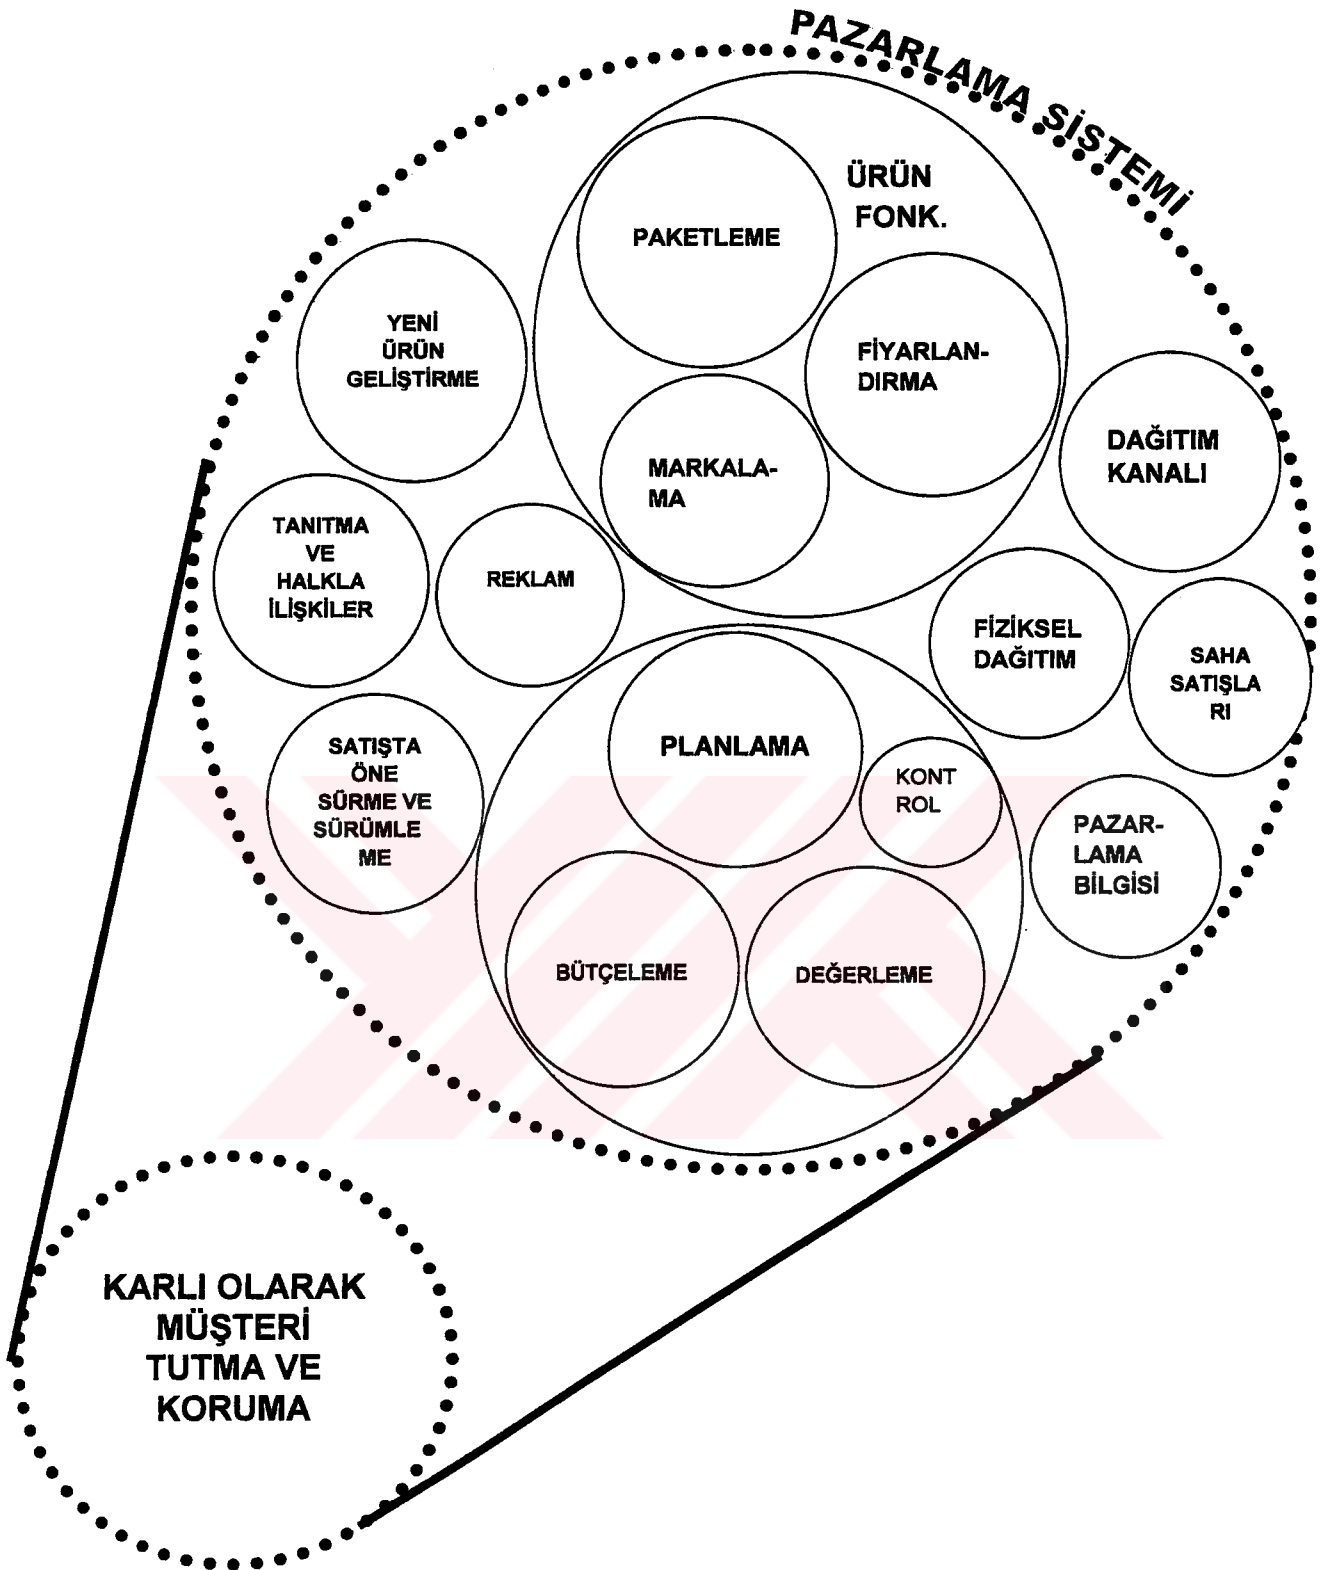 PAZARLAMA SİSTEMİ
ÜRÜN
FONK.
PAKETLEME
YENİ
ÜRÜN
GELİŞTİRME
FİYARLAN-
DIRMA
MARKALA-
MA
DAĞITIM
KANALI
TANITMA
VE
HALKLA
İLİŞKİLER
REKLAM
FİZİKSEL
DAĞITIM
SAHA
SATIŞLA
RI
SATIŞTA
ÖNE
SÜRME VE
SÜRÜMLE
ME
PLANLAMA
KONT
ROL
PAZAR-
LAMA
BİLGİSİ
BÜTÇELEME
DEĞERLEME
KARLI OLARAK
MÜŞTERİ
TUTMA VE
KORUMA